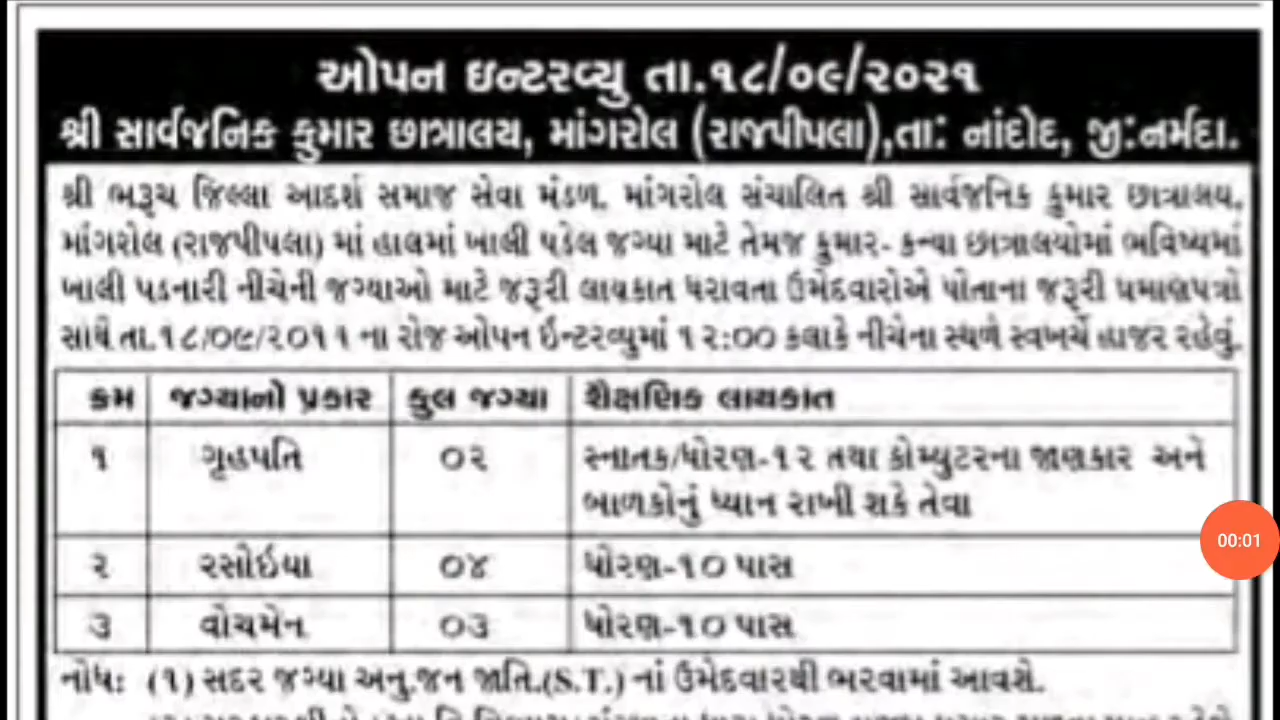 ઓપન ઇન્ટરવ્યુ તા.૧૮/૦૯/૨૦૨૧
શ્રી સાર્વજનિક કુમાર છાત્રાલય, માંગરોલ (રાજપીપલા),તા: નાંદોદ, જી:નર્મદા.
શ્રી ભરૂચ જિલ્લા આદર્શ સમાજ સેવા મંડળ. માંગરોલ સંચાલિત શ્રી સાર્વજનિક કુમાર છાત્રાલય.
માંગરોલ (રાજપીપલા) માં હાલમાં ખાલી પડેલ જગ્યા માટે તેમજ કુમાર- કન્યા છાત્રાલયોમાં ભવિષ્યમાં
ખાલી પડનારી નીચેની જગ્યાઓ માટે જરૂરી લાયકાત ધરાવતા ઉમેદવારોએ પોતાના જરૂરી પ્રમાણપત્રો
સાથે તા.૧૮/૦૯/૨૦૧૧ ના રોજ ઓપન ઇન્ટરવ્યુમાં ૧૨:૦૦ કલાકે નીચેના સ્થળે સ્વખર્ચે હાજર રહેવું.
ક્રમ જગ્યાનો પ્રકાર કુલ જગ્યા શૈક્ષણિક લાયકાત
૧ ગૃહપતિ ૦૨ સ્નાતક/ધોરણ-૧૨ તથા કોમ્યુટરના જાણકાર અને
બાળકોનું ધ્યાન રાખી શકે તેવા
૨ રસોઇયા ૦૪ ધોરણ-૧૦ પાસ
૩ વોચમેન ૦૩ ધોરણ-૧૦ પાસ
નોધ: (૧) સદર જગ્યા અનુ.જન જાતિ.(S.T.) નાં ઉમેદવારથી ભરવામાં આવશે.
00:01